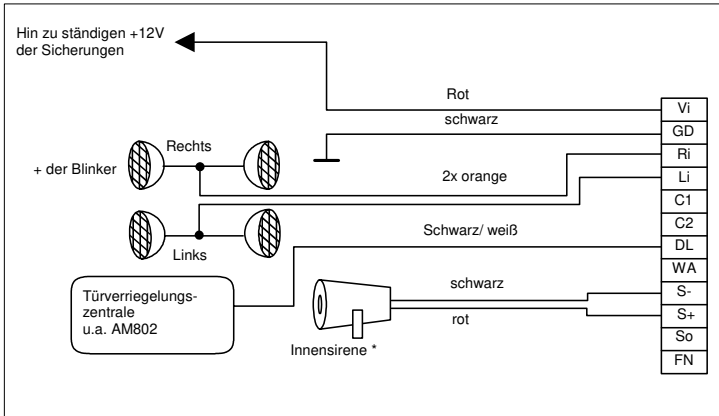 Hin zu ständigen +12V
der Sicherungen
Rot
schwarz
Rechts
+ der Blinker
2x orange
Links
Schwarz/ weiß
Türverriegelungs-
zentrale
u.a. AM802
schwarz
rot
Innensirene *
Vi
GD
Ri
Li
C1
C2
DL
WA
S-
S+
So
FN